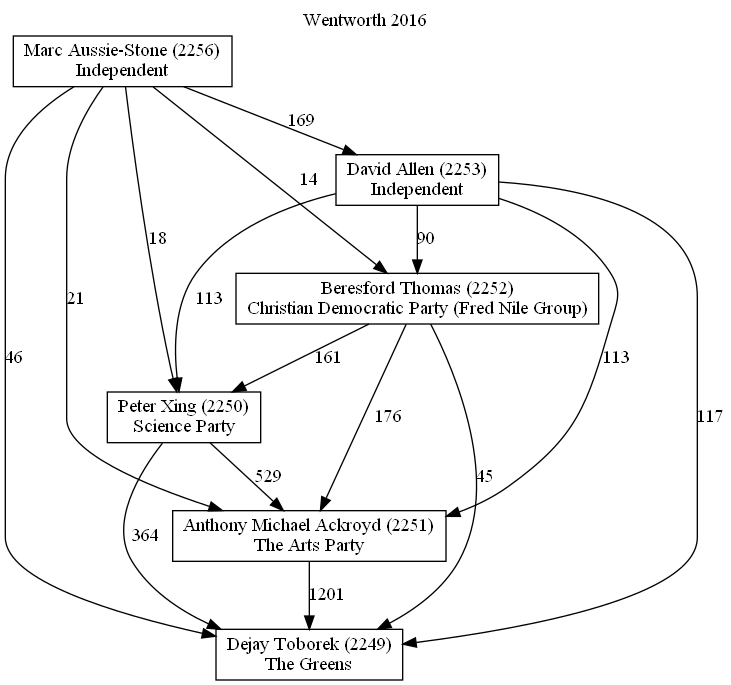 Wentworth 2016
Marc Aussie-Stone (2256)
Independent
169
David Allen (2253)
Independent
14
18
113
90
21
Beresford Thomas (2252)
Christian Democratic Party (Fred Nile Group)
46
161
113
176
117
Peter Xing (2250)
Science Party
529
45
364
Anthony Michael Ackroyd (2251)
The Arts Party
1201
Dejay Toborek (2249)
The Greens